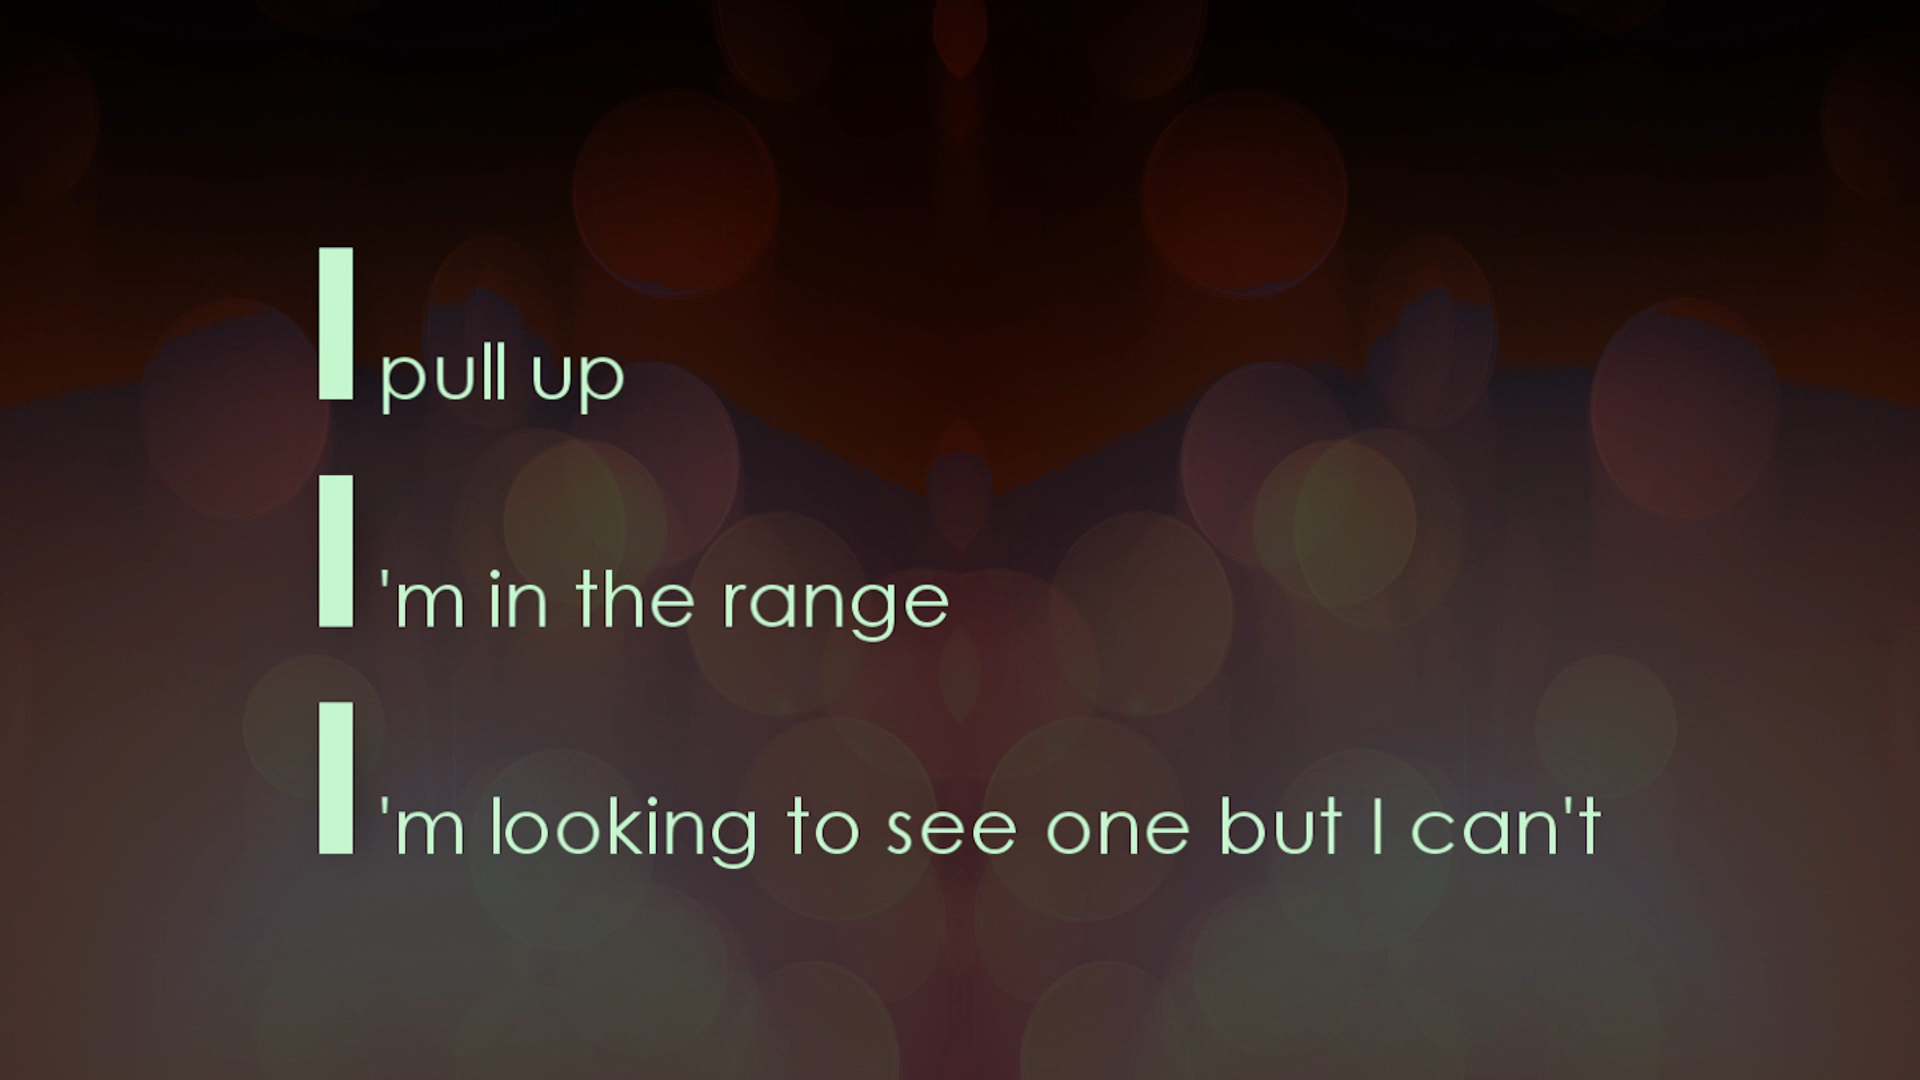 I pull up
I'm in the range
I'm looking to see one but I can't